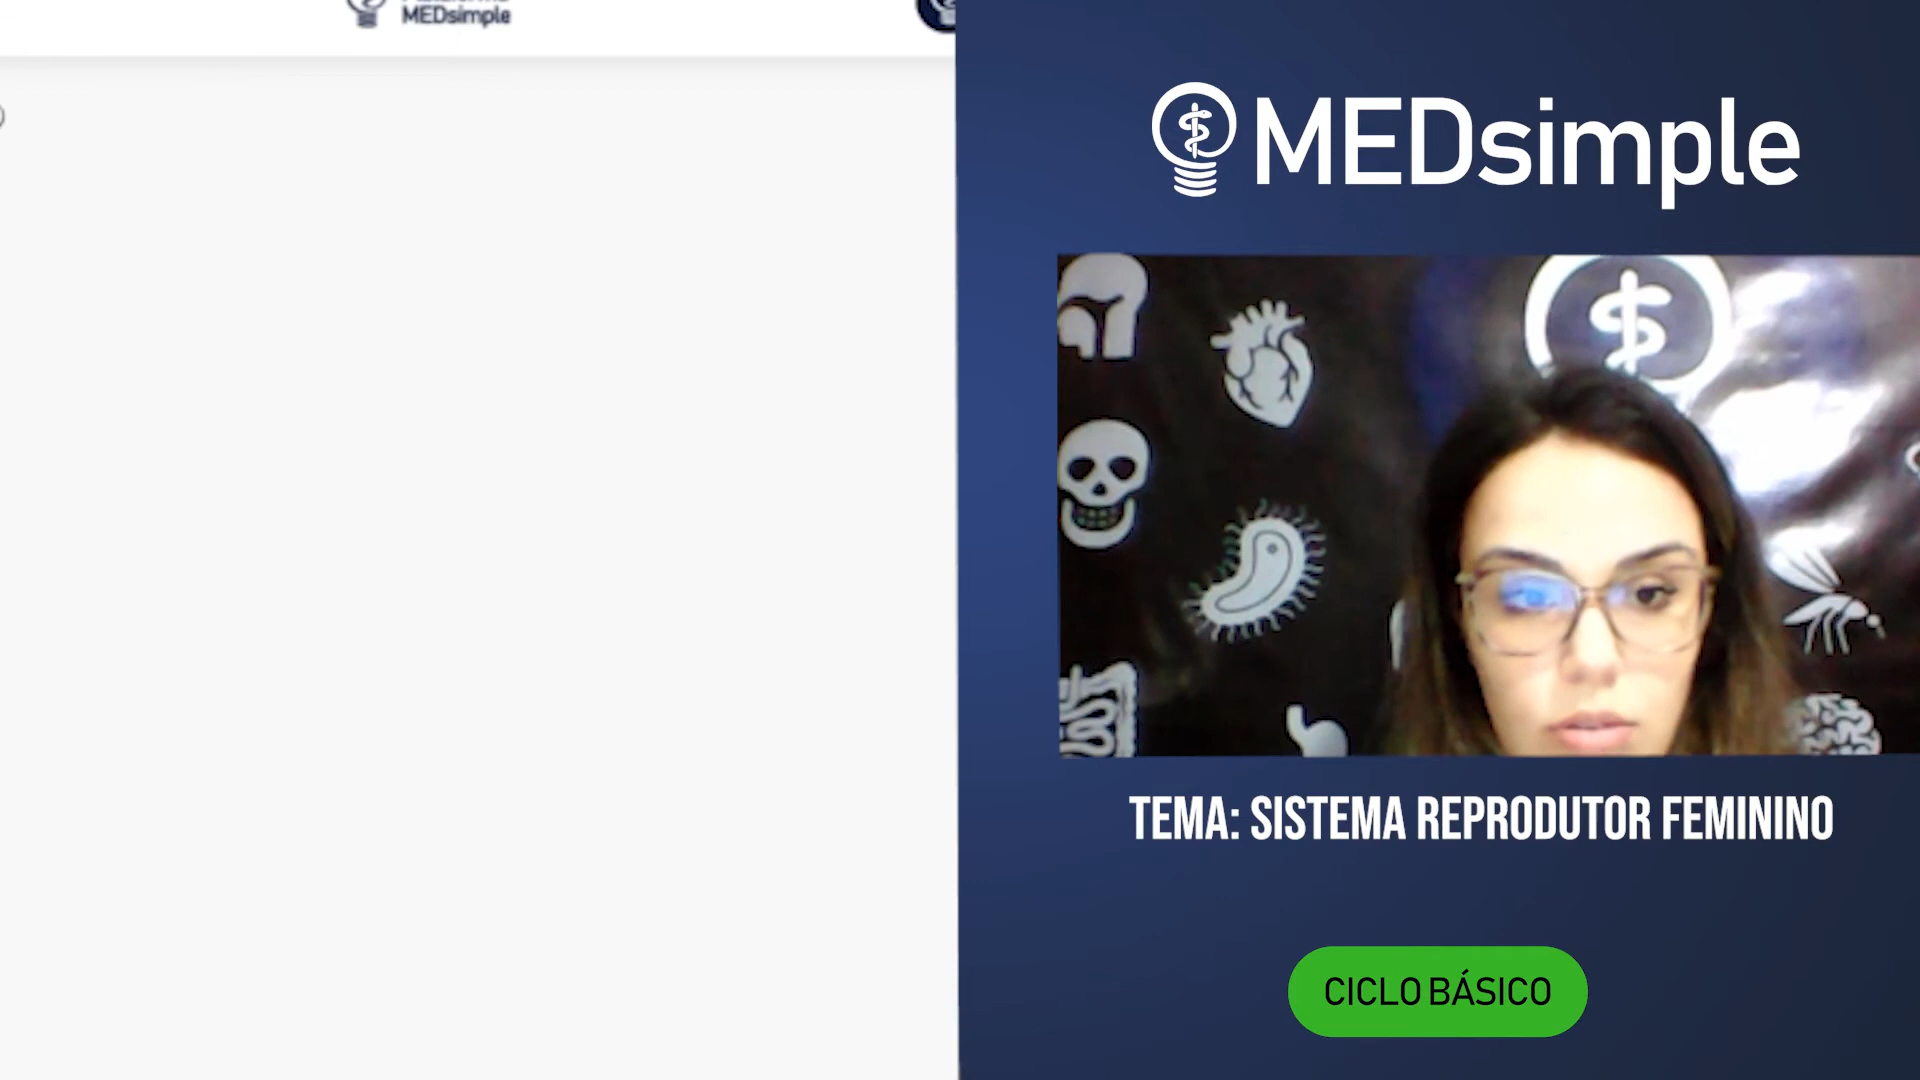 MEDsimple
MEDsimple
TEMA: SISTEMA REPRODUTOR FEMININO
CICLO BÁSICO